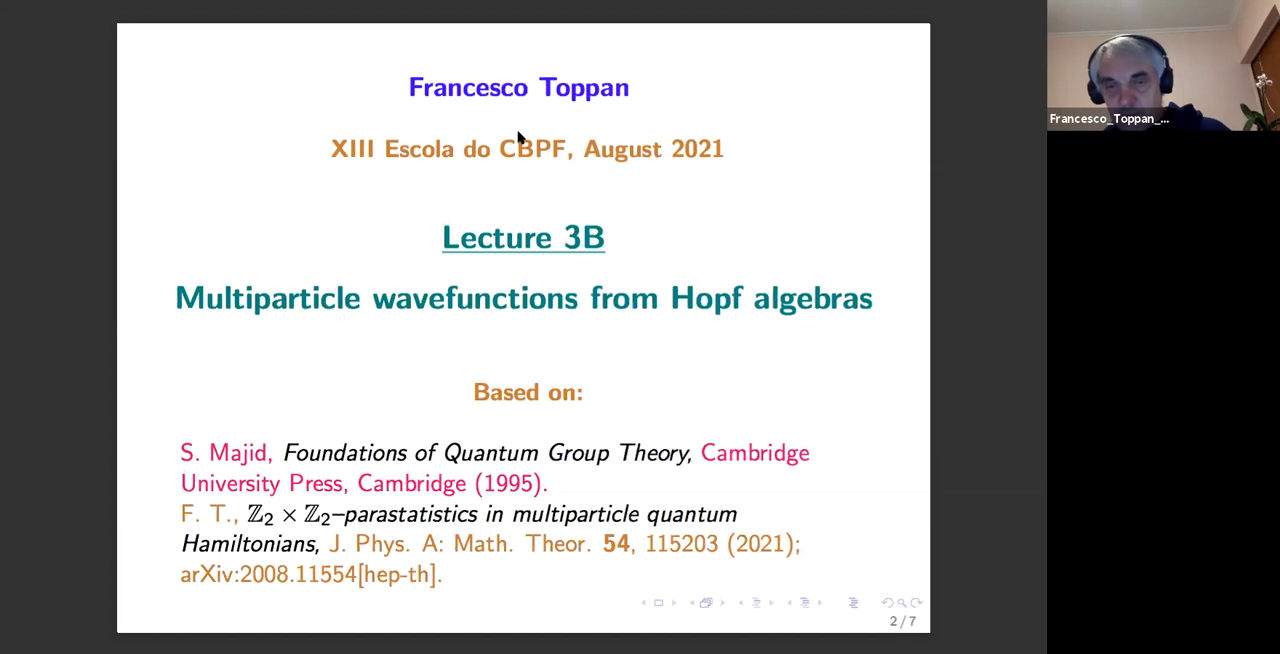 Francesco Toppan
XIII Escola do CBPF, August 2021
Lecture 3B
Multiparticle wavefunctions from Hopf algebras
Based on:
S. Majid, Foundations of Quantum Group Theory, Cambridge
University Press, Cambridge (1995).
F. T., ℤ₂ × ℤ₂–parastatistics in multiparticle quantum
Hamiltonians, J. Phys. A: Math. Theor. 54, 115203 (2021);
arXiv:2008.11554[hep-th].
2 / 7
Francesco_Toppan_...